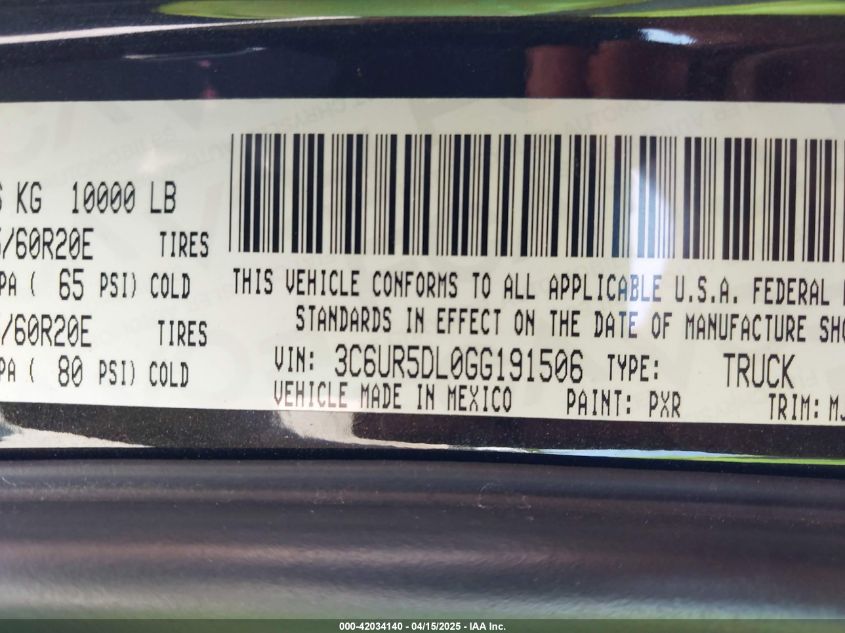 KG 10000 LB
/60R20E TIRES
PA ( 65 PSI) COLD
/60R20E TIRES
PA ( 80 PSI) COLD
THIS VEHICLE CONFORMS TO ALL APPLICABLE U.S.A. FEDERAL
STANDARDS IN EFFECT ON THE DATE OF MANUFACTURE SHO
VIN: 3C6UR5DL0GG191506 TYPE: TRUCK
VEHICLE MADE IN MEXICO PAINT: PXR TRIM: MJ
000-42034140 - 04/15/2025 - IAA Inc.